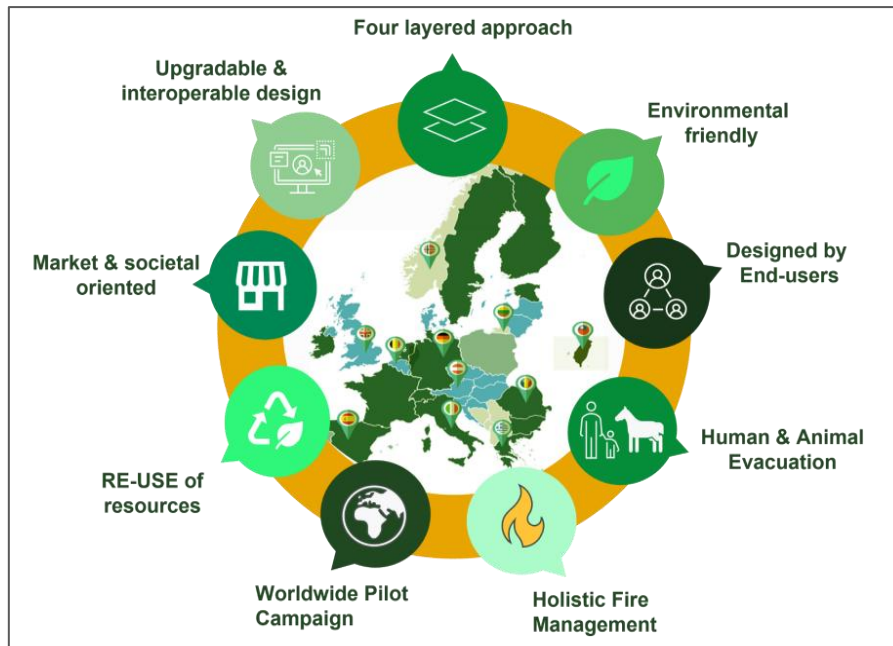 Four layered approach
Upgradable &
interoperable design
Environmental
friendly
Market & societal
oriented
Designed by
End-users
RE-USE of
resources
Human & Animal
Evacuation
Worldwide Pilot
Campaign
Holistic Fire
Management